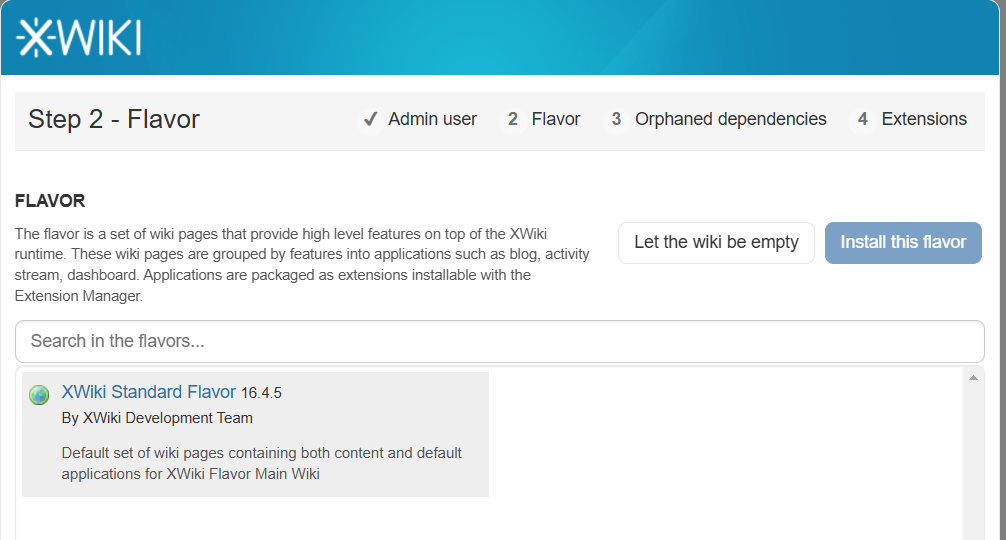 XWIKI
Step 2 - Flavor
✓ Admin user
2 Flavor
3 Orphaned dependencies
4 Extensions
FLAVOR
The flavor is a set of wiki pages that provide high level features on top of the XWiki
runtime. These wiki pages are grouped by features into applications such as blog, activity
stream, dashboard. Applications are packaged as extensions installable with the
Extension Manager.
Let the wiki be empty
Install this flavor
Search in the flavors...
XWiki Standard Flavor 16.4.5
By XWiki Development Team
Default set of wiki pages containing both content and default
applications for XWiki Flavor Main Wiki